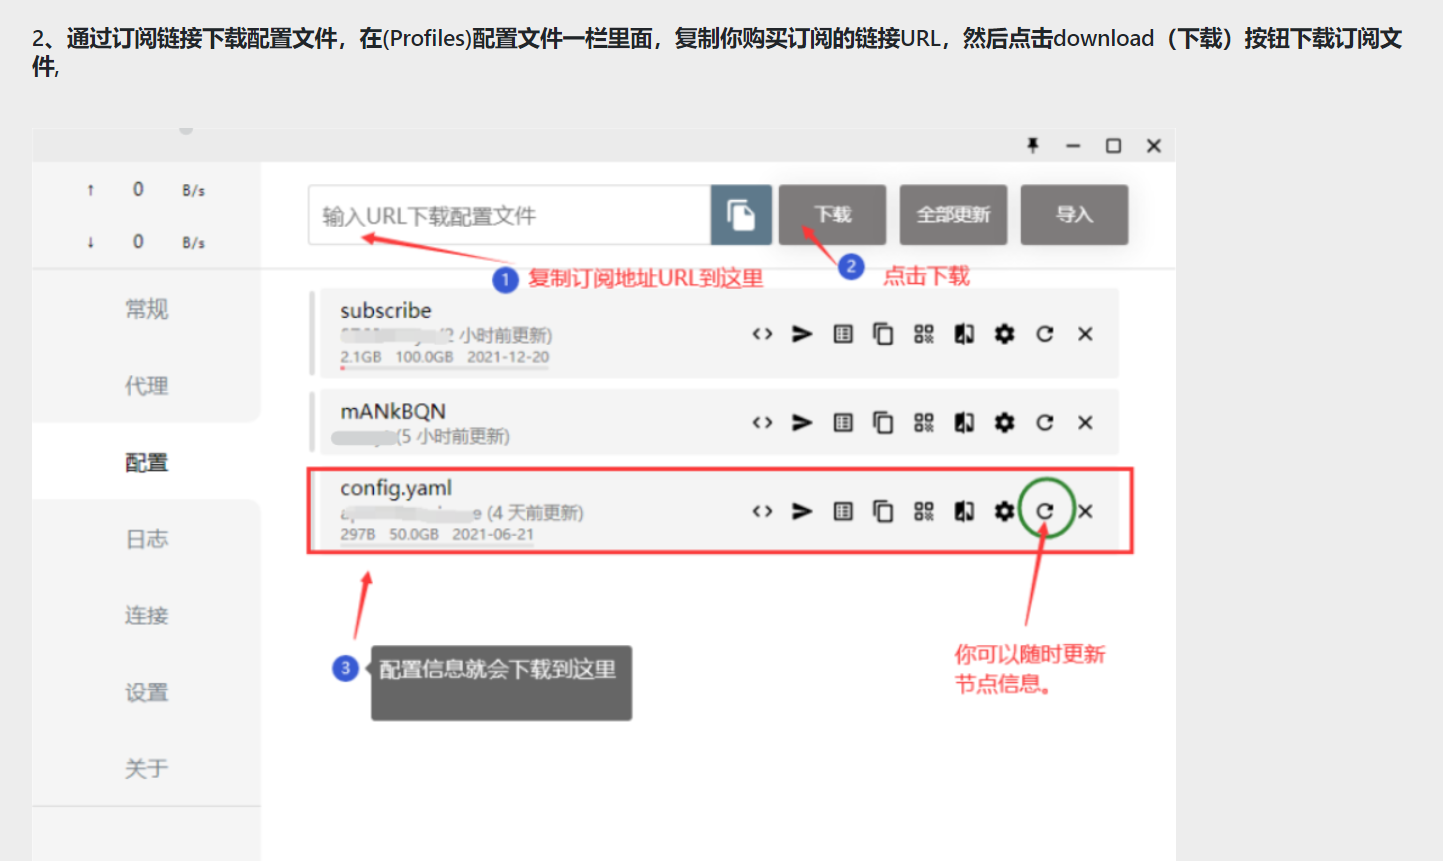 2、通过订阅链接下载配置文件，在(Profiles)配置文件一栏里面，复制你购买订阅的链接URL，然后点击download（下载）按钮下载订阅文
件,
↑ 0 B/s
↓ 0 B/s
输入URL下载配置文件
下载
全部更新
导入
1 复制订阅地址URL到这里
2 点击下载
常规
代理
配置
日志
连接
设置
关于
subscribe
(2 小时前更新)
2.1GB 100.0GB 2021-12-20
mANkBQN
(5 小时前更新)
config.yaml
(4 天前更新)
297B 50.0GB 2021-06-21
3 配置信息就会下载到这里
你可以随时更新
节点信息。